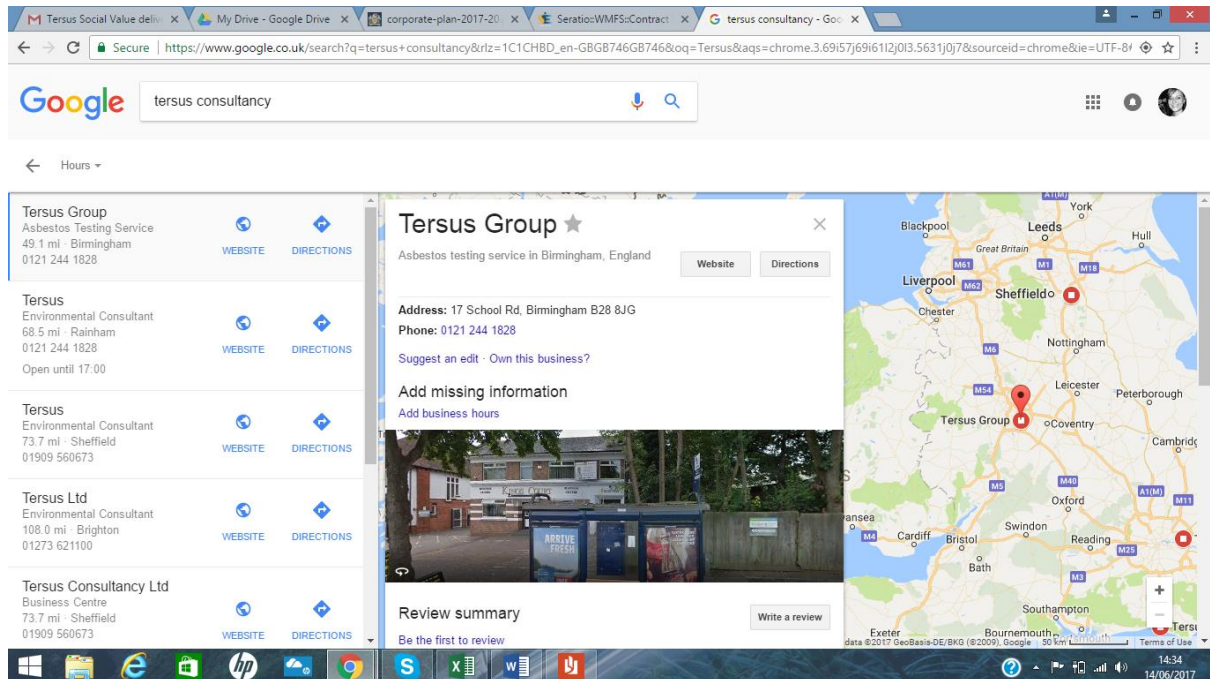 Tersus Social Value deliv
My Drive - Google Drive
corporate-plan-2017-20
Seratio::WMFS::Contract
tersus consultancy - Goo
Secure | https://www.google.co.uk/search?q=tersus+consultancy&rlz=1C1CHBD_en-GBGB746GB746&oq=Tersus&aqs=chrome.3.69i57j69i61l2j0l3.5631j0j7&sourceid=chrome&ie=UTF-8
Google
tersus consultancy
Hours
Tersus Group
Asbestos Testing Service
49.1 mi · Birmingham
0121 244 1828
WEBSITE
DIRECTIONS
Tersus
Environmental Consultant
68.5 mi · Rainham
0121 244 1828
Open until 17:00
WEBSITE
DIRECTIONS
Tersus
Environmental Consultant
73.7 mi · Sheffield
01909 560673
WEBSITE
DIRECTIONS
Tersus Ltd
Environmental Consultant
108.0 mi · Brighton
01273 621100
WEBSITE
DIRECTIONS
Tersus Consultancy Ltd
Business Centre
73.7 mi · Sheffield
01909 560673
WEBSITE
DIRECTIONS
Tersus Group
Asbestos testing service in Birmingham, England
Website
Directions
Address: 17 School Rd, Birmingham B28 8JG
Phone: 0121 244 1828
Suggest an edit · Own this business?
Add missing information
Add business hours
ARRIVE
FRESH
Review summary
Write a review
Be the first to review
A1(M)
York
Blackpool
Leeds
Hull
Great Britain
M61
M1
M18
Liverpool
M62
Sheffield
Chester
Nottingham
M6
M54
Leicester
Peterborough
Tersus Group
Coventry
Cambridg
M5
M40
Oxford
A1(M)
M11
ansea
Swindon
M4
Cardiff
Bristol
Reading
M25
Bath
M3
Southampton
Exeter
Bournemouth
Tersu
data ©2017 GeoBasis-DE/BKG (©2009), Google
50 km
Terms of Use
14:34
14/06/2017